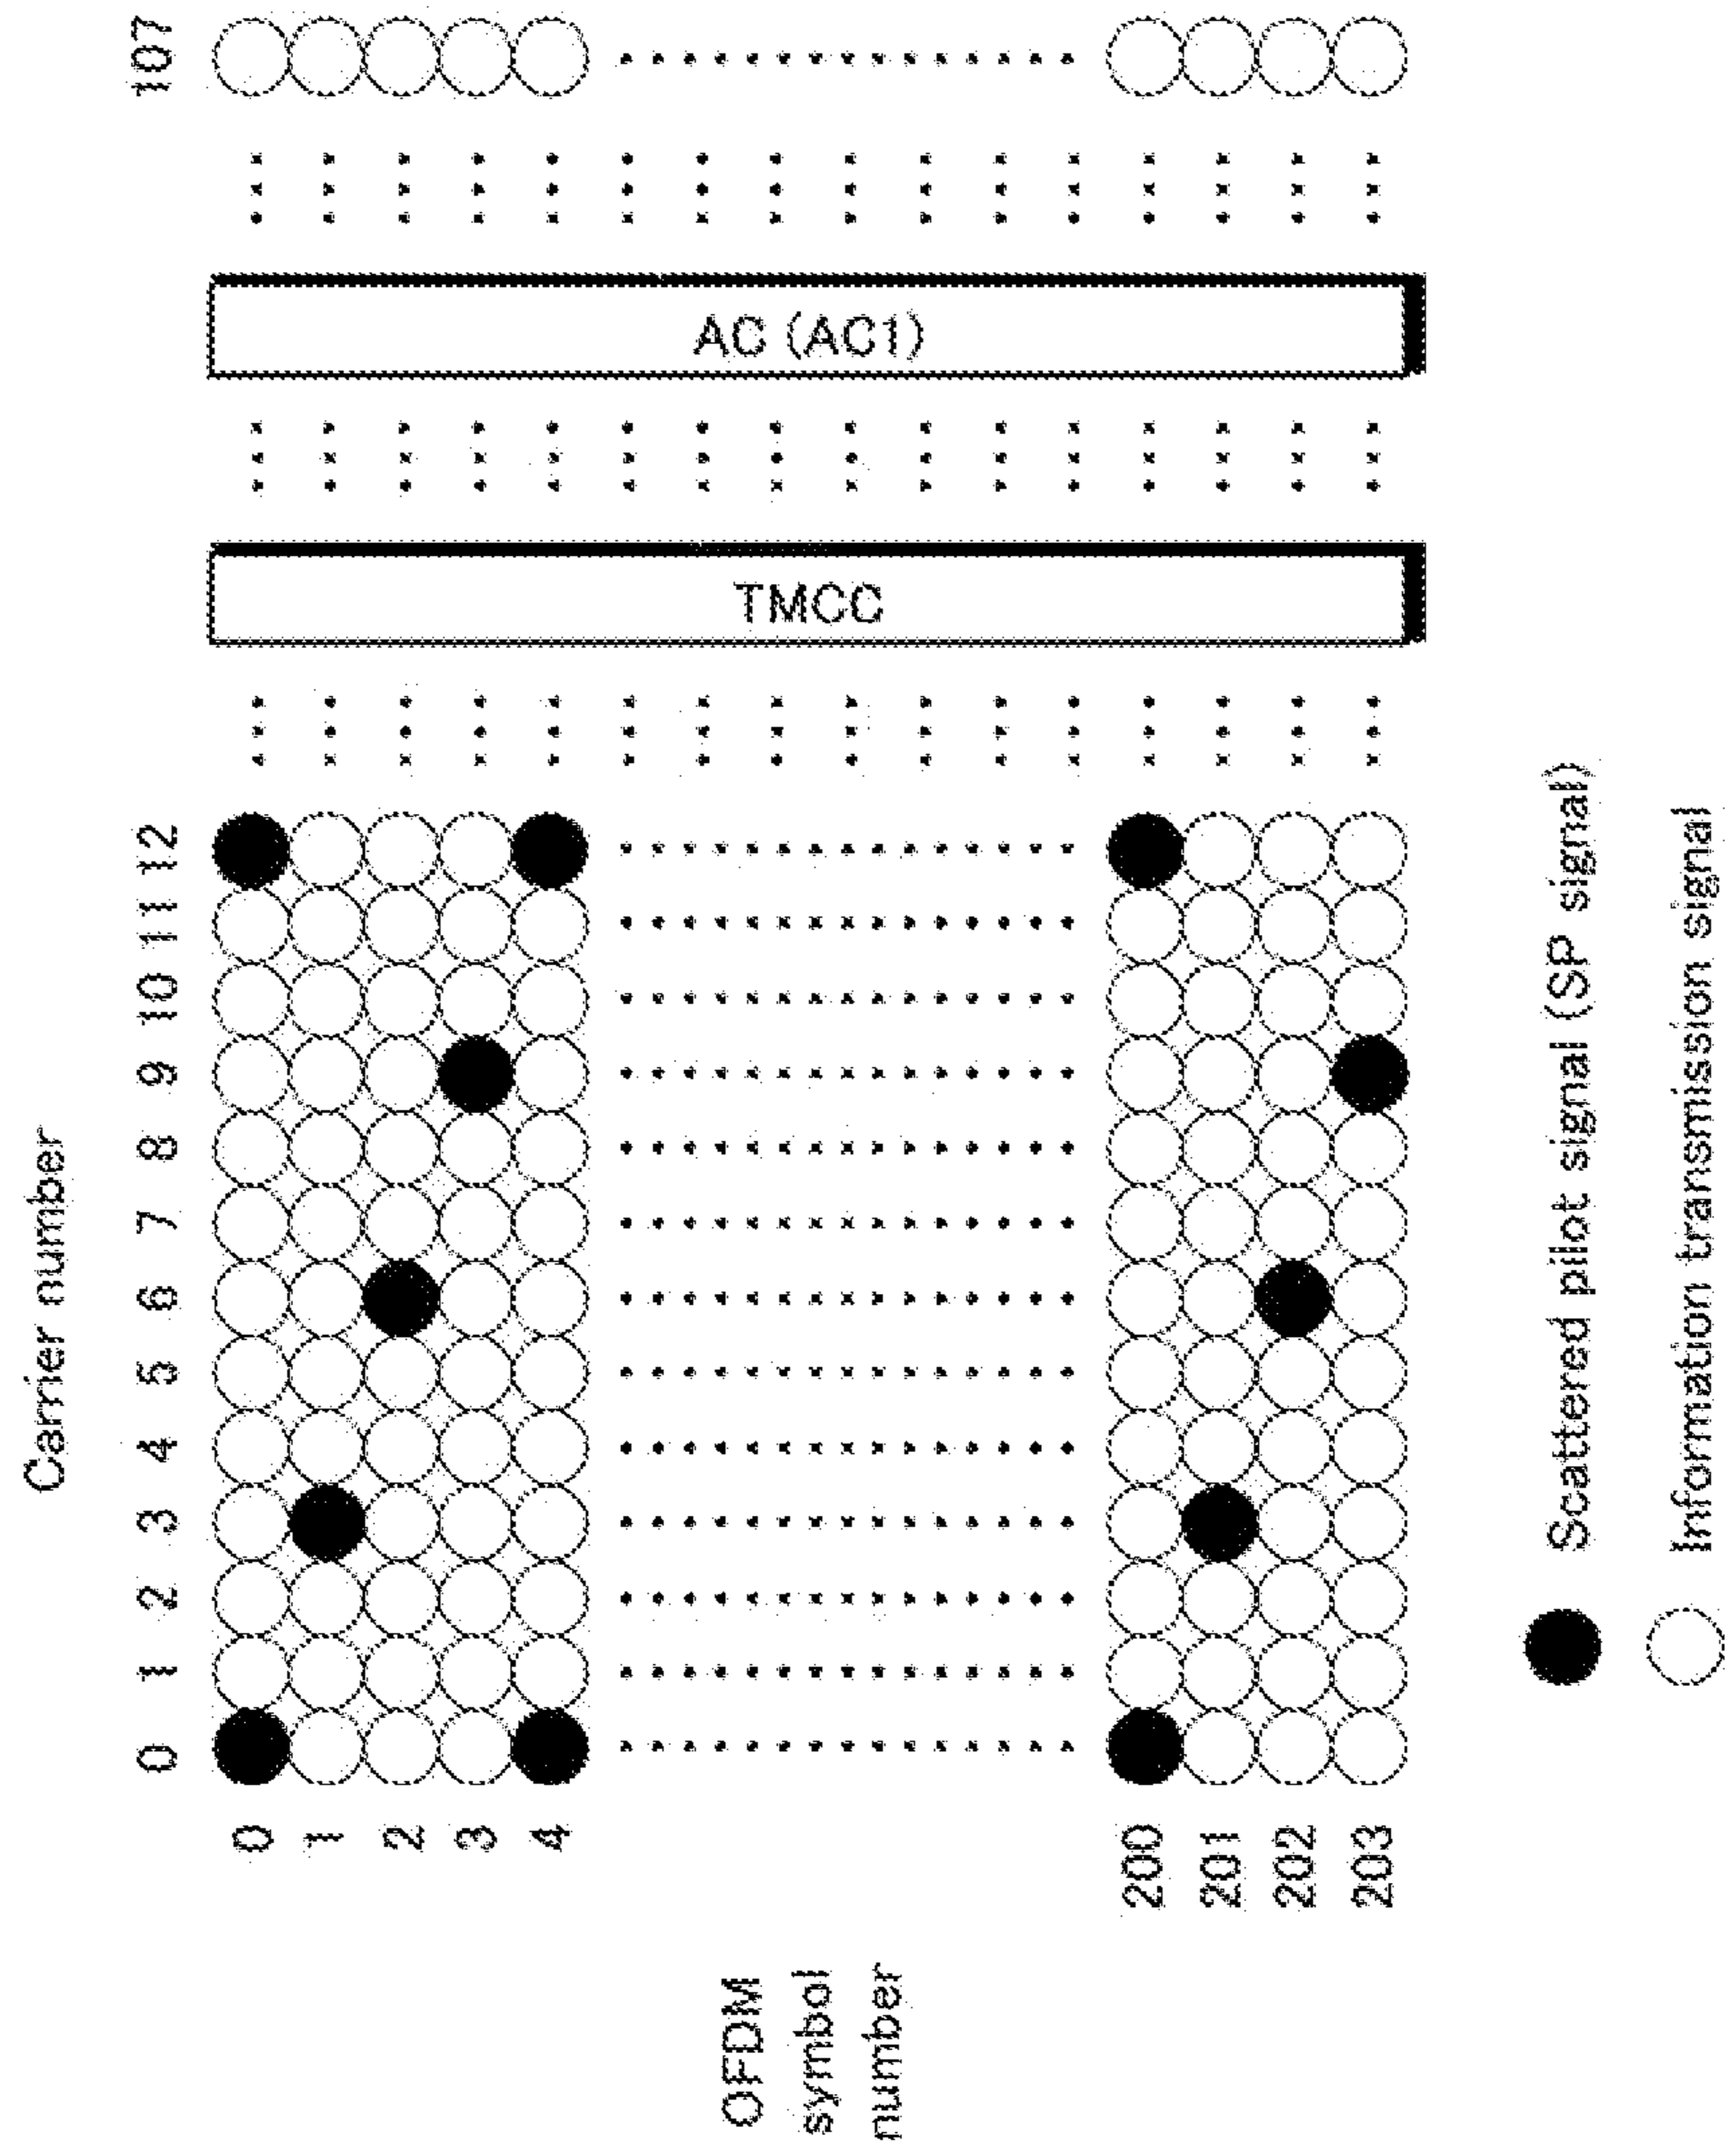 Carrier number
0 1 2 3 4 5 6 7 8 9 10 11 12 107
0
1
2
3
4
OFDM
symbol
number
200
201
202
203
TMCC
AC (AC1)
Scattered pilot signal (SP signal)
Information transmission signal